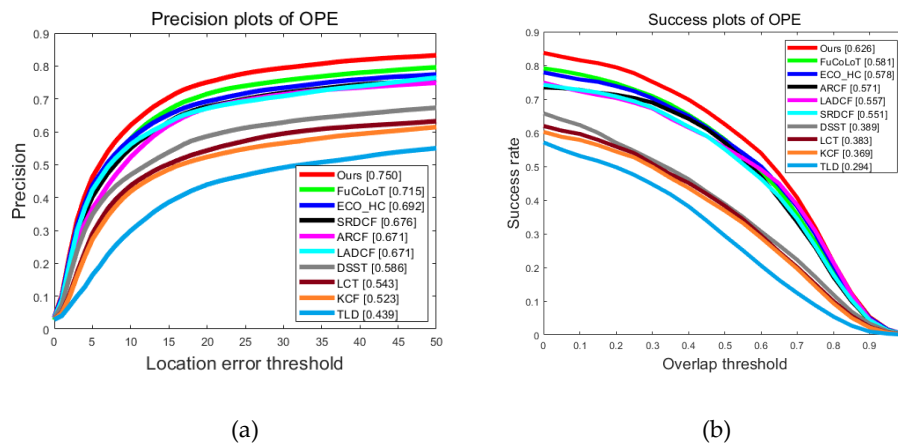 Precision plots of OPE
0.9
0.8
0.7
0.6
0.5
0.4
0.3
0.2
0.1
0
Precision
Ours [0.750]
FuCoLoT [0.715]
ECO_HC [0.692]
SRDCF [0.676]
ARCF [0.671]
LADCF [0.671]
DSST [0.586]
LCT [0.543]
KCF [0.523]
TLD [0.439]
0 5 10 15 20 25 30 35 40 45 50
Location error threshold
(a)
Success plots of OPE
0.9
0.8
0.7
0.6
0.5
0.4
0.3
0.2
0.1
0
Success rate
Ours [0.626]
FuCoLoT [0.581]
ECO_HC [0.578]
ARCF [0.571]
LADCF [0.557]
SRDCF [0.551]
DSST [0.389]
LCT [0.383]
KCF [0.369]
TLD [0.294]
0 0.1 0.2 0.3 0.4 0.5 0.6 0.7 0.8 0.9
Overlap threshold
(b)